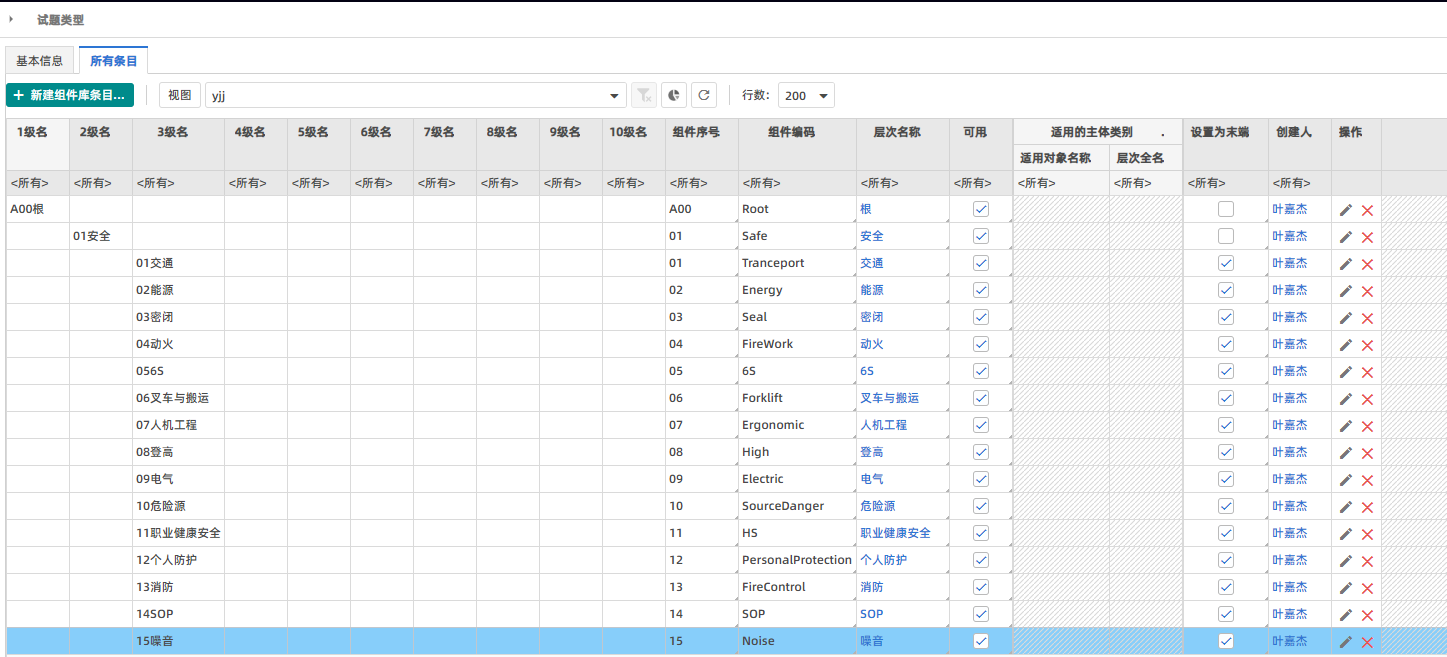 试题类型
基本信息 所有条目
+ 新建组件库条目... 视图 yjj 行数: 200
1级名 2级名 3级名 4级名 5级名 6级名 7级名 8级名 9级名 10级名 组件序号 组件编码 层次名称 可用 适用的主体类别 . 设置为末端 创建人 操作
适用对象名称 层次全名
<所有> <所有> <所有> <所有> <所有> <所有> <所有> <所有> <所有> <所有> <所有> <所有> <所有> <所有> <所有> <所有> <所有> <所有>
A00根 A00 Root 根 叶嘉杰
01安全 01 Safe 安全 叶嘉杰
01交通 01 Tranceport 交通 叶嘉杰
02能源 02 Energy 能源 叶嘉杰
03密闭 03 Seal 密闭 叶嘉杰
04动火 04 FireWork 动火 叶嘉杰
056S 05 6S 6S 叶嘉杰
06叉车与搬运 06 Forklift 叉车与搬运 叶嘉杰
07人机工程 07 Ergonomic 人机工程 叶嘉杰
08登高 08 High 登高 叶嘉杰
09电气 09 Electric 电气 叶嘉杰
10危险源 10 SourceDanger 危险源 叶嘉杰
11职业健康安全 11 HS 职业健康安全 叶嘉杰
12个人防护 12 PersonalProtection 个人防护 叶嘉杰
13消防 13 FireControl 消防 叶嘉杰
14SOP 14 SOP SOP 叶嘉杰
15噪音 15 Noise 噪音 叶嘉杰